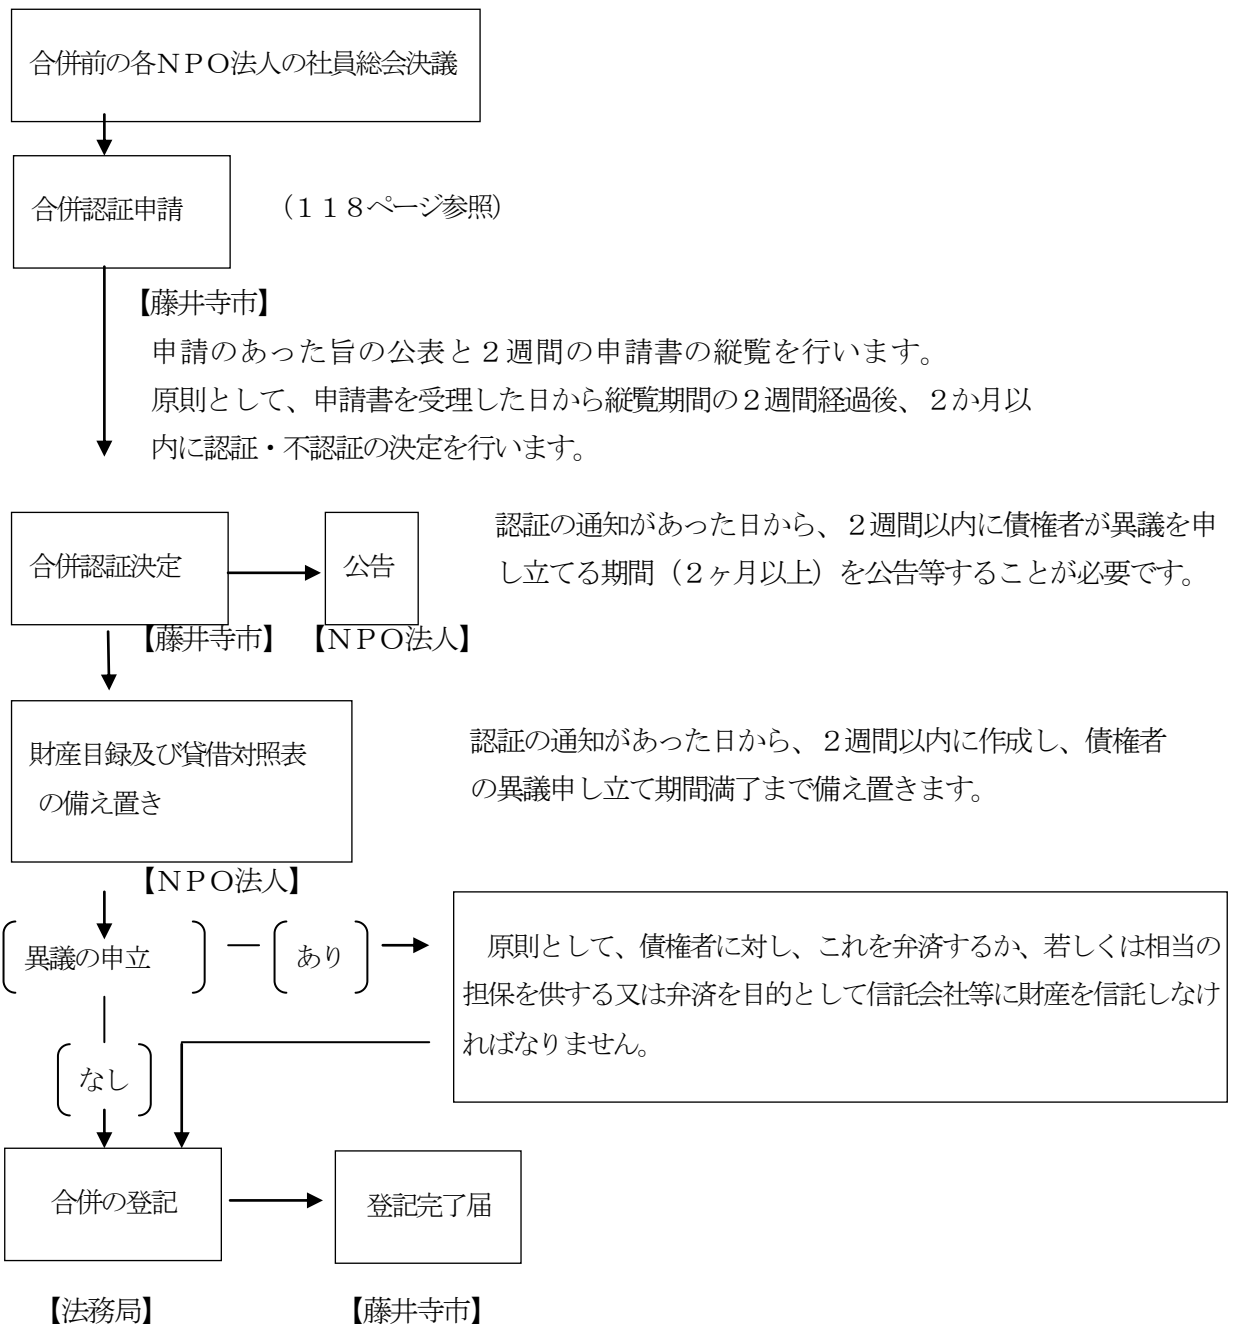 合併前の各ＮＰＯ法人の社員総会決議
合併認証申請
（１１８ページ参照）
【藤井寺市】
申請のあった旨の公表と２週間の申請書の縦覧を行います。
原則として、申請書を受理した日から縦覧期間の２週間経過後、２か月以
内に認証・不認証の決定を行います。
合併認証決定
公告
認証の通知があった日から、２週間以内に債権者が異議を申
し立てる期間（２ヶ月以上）を公告等することが必要です。
【藤井寺市】
【ＮＰＯ法人】
財産目録及び貸借対照表
の備え置き
認証の通知があった日から、２週間以内に作成し、債権者
の異議申し立て期間満了まで備え置きます。
【ＮＰＯ法人】
異議の申立
あり
原則として、債権者に対し、これを弁済するか、若しくは相当の
担保を供する又は弁済を目的として信託会社等に財産を信託しなけ
ればなりません。
なし
合併の登記
登記完了届
【法務局】
【藤井寺市】